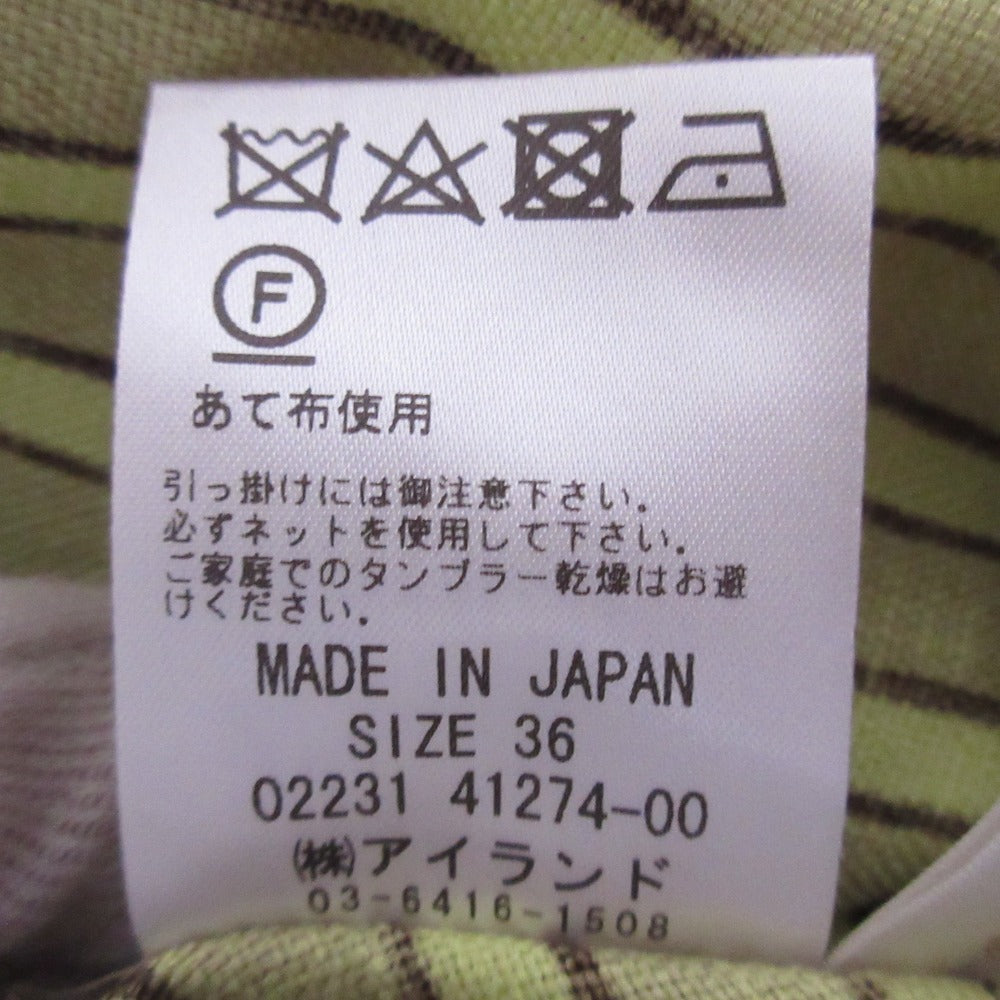 F
あて布使用
引っ掛けには御注意下さい。
必ずネットを使用して下さい。
ご家庭でのタンブラー乾燥はお避
けください。
MADE IN JAPAN
SIZE 36
02231 41274-00
㈱アイランド
03-6416-1508